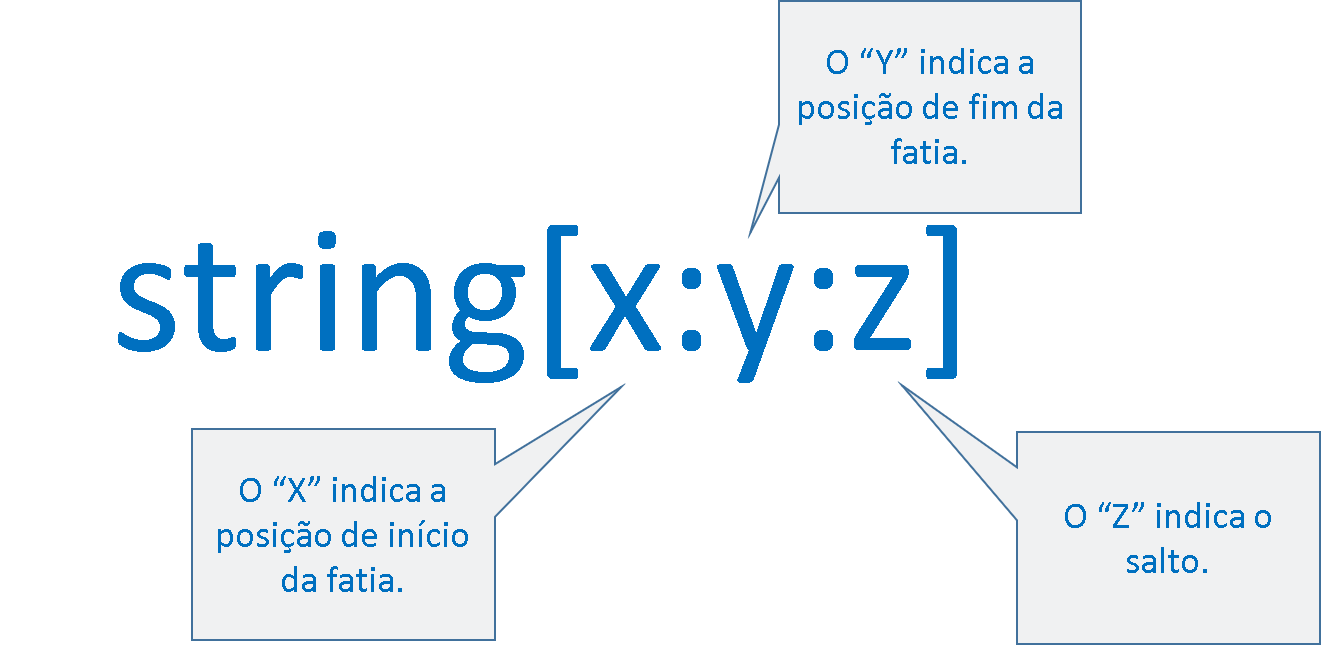 O “Y” indica a
posição de fim da
fatia.
string[x:y:z]
O “X” indica a
posição de início
da fatia.
O “Z” indica o
salto.